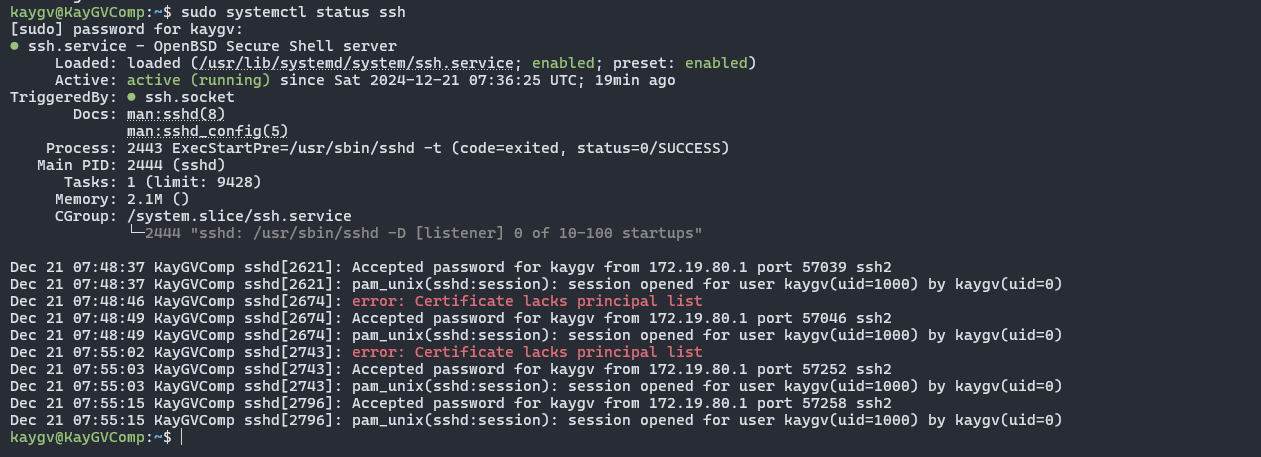 kaygv@KayGVComp:~$ sudo systemctl status ssh
[sudo] password for kaygv:
● ssh.service - OpenBSD Secure Shell server
     Loaded: loaded (/usr/lib/systemd/system/ssh.service; enabled; preset: enabled)
     Active: active (running) since Sat 2024-12-21 07:36:25 UTC; 19min ago
TriggeredBy: ● ssh.socket
       Docs: man:sshd(8)
             man:sshd_config(5)
    Process: 2443 ExecStartPre=/usr/sbin/sshd -t (code=exited, status=0/SUCCESS)
   Main PID: 2444 (sshd)
      Tasks: 1 (limit: 9428)
     Memory: 2.1M ()
     CGroup: /system.slice/ssh.service
             └─2444 "sshd: /usr/sbin/sshd -D [listener] 0 of 10-100 startups"

Dec 21 07:48:37 KayGVComp sshd[2621]: Accepted password for kaygv from 172.19.80.1 port 57039 ssh2
Dec 21 07:48:37 KayGVComp sshd[2621]: pam_unix(sshd:session): session opened for user kaygv(uid=1000) by kaygv(uid=0)
Dec 21 07:48:46 KayGVComp sshd[2674]: error: Certificate lacks principal list
Dec 21 07:48:49 KayGVComp sshd[2674]: Accepted password for kaygv from 172.19.80.1 port 57046 ssh2
Dec 21 07:48:49 KayGVComp sshd[2674]: pam_unix(sshd:session): session opened for user kaygv(uid=1000) by kaygv(uid=0)
Dec 21 07:55:02 KayGVComp sshd[2743]: error: Certificate lacks principal list
Dec 21 07:55:03 KayGVComp sshd[2743]: Accepted password for kaygv from 172.19.80.1 port 57252 ssh2
Dec 21 07:55:03 KayGVComp sshd[2743]: pam_unix(sshd:session): session opened for user kaygv(uid=1000) by kaygv(uid=0)
Dec 21 07:55:15 KayGVComp sshd[2796]: Accepted password for kaygv from 172.19.80.1 port 57258 ssh2
Dec 21 07:55:15 KayGVComp sshd[2796]: pam_unix(sshd:session): session opened for user kaygv(uid=1000) by kaygv(uid=0)
kaygv@KayGVComp:~$